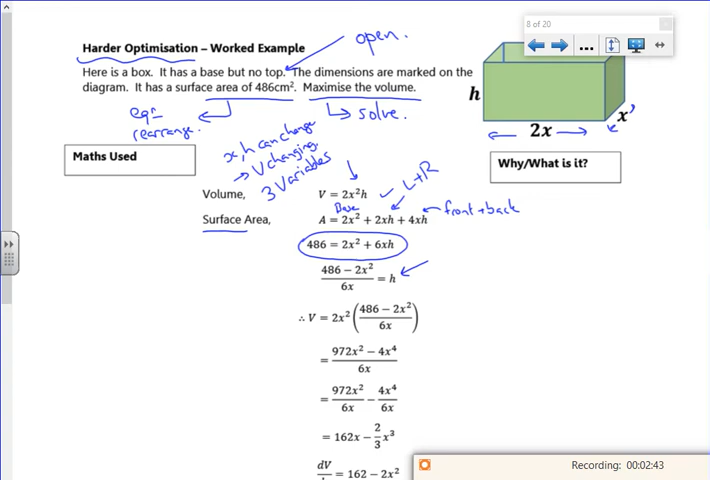 8 of 20
Harder Optimisation – Worked Example
open.
Here is a box. It has a base but no top. The dimensions are marked on the
diagram. It has a surface area of 486cm². Maximise the volume.
h
2x
x
eqn
rearrange.
solve.
x, h can change
→ V changing.
3 Variables
Maths Used
Why/What is it?
Volume, V = 2x²h
L+R
Base
Surface Area, A = 2x² + 2xh + 4xh
front + back
486 = 2x² + 6xh
(486 − 2x²)/6x = h
∴ V = 2x²((486 − 2x²)/6x)
= (972x² − 4x⁴)/6x
= 972x²/6x − 4x⁴/6x
= 162x − 2/3x³
dV = 162 − 2x²
Recording: 00:02:43